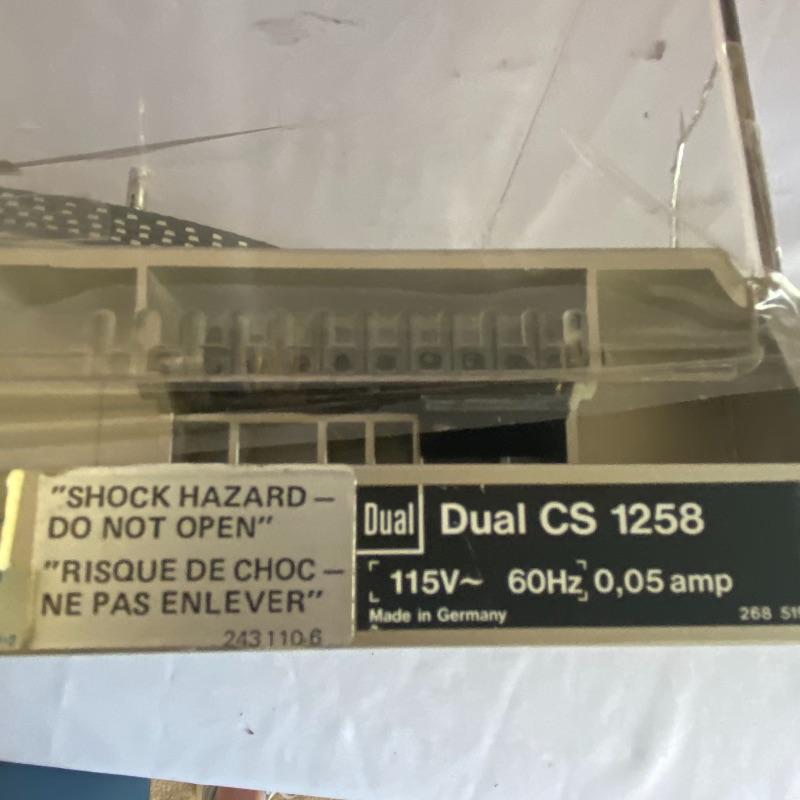 "SHOCK HAZARD —
DO NOT OPEN"
"RISQUE DE CHOC —
NE PAS ENLEVER"
243 110-6
Dual
Dual CS 1258
115V~ 60Hz 0,05 amp
Made in Germany
268